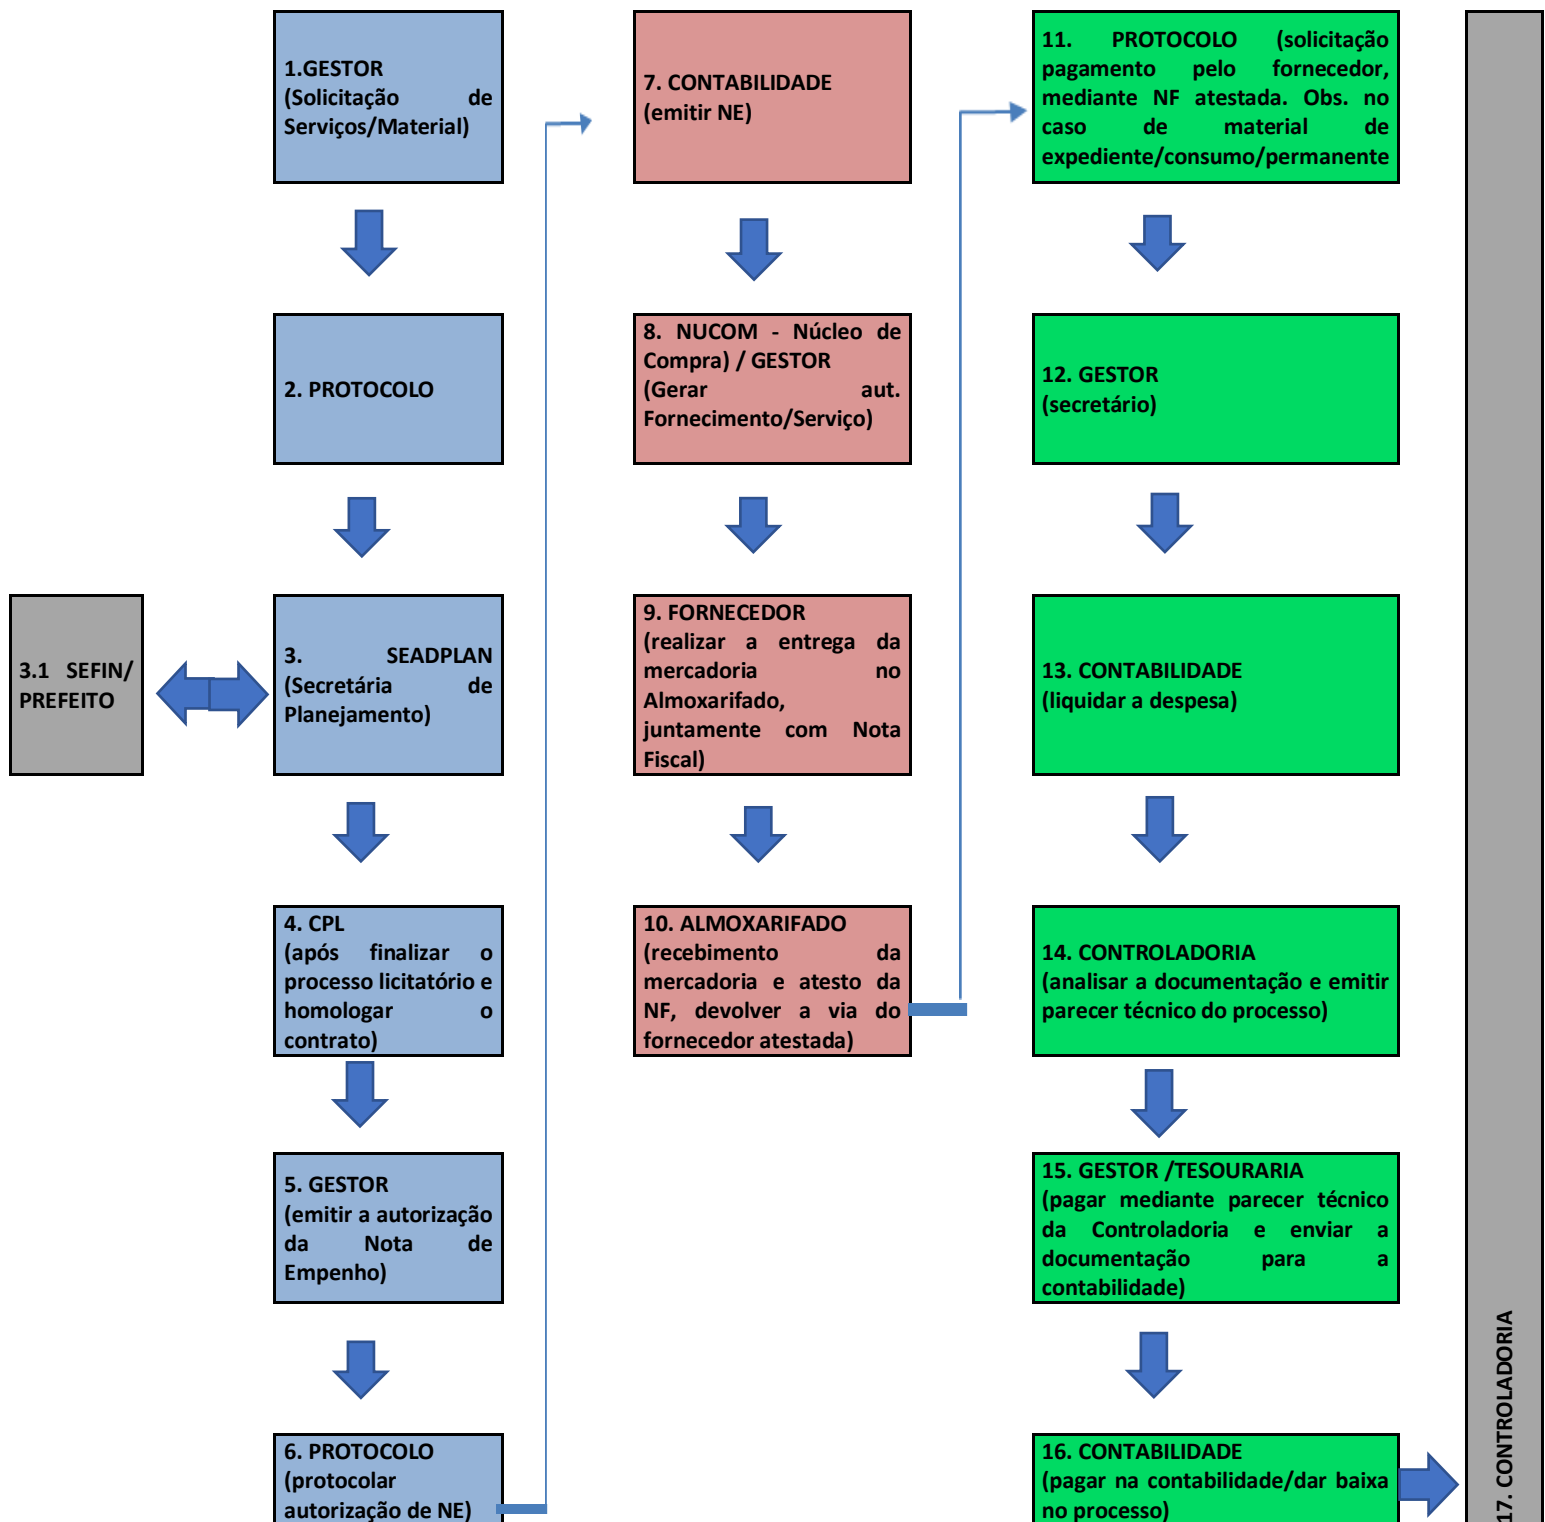 1.GESTOR
(Solicitação de
Serviços/Material)
2. PROTOCOLO
3.1 SEFIN/
PREFEITO
3. SEADPLAN
(Secretária de
Planejamento)
4. CPL
(após finalizar o
processo licitatório e
homologar o
contrato)
5. GESTOR
(emitir a autorização
da Nota de
Empenho)
6. PROTOCOLO
(protocolar
autorização de NE)
7. CONTABILIDADE
(emitir NE)
8. NUCOM - Núcleo de
Compra) / GESTOR
(Gerar aut.
Fornecimento/Serviço)
9. FORNECEDOR
(realizar a entrega da
mercadoria no
Almoxarifado,
juntamente com Nota
Fiscal)
10. ALMOXARIFADO
(recebimento da
mercadoria e atesto da
NF, devolver a via do
fornecedor atestada)
11. PROTOCOLO (solicitação
pagamento pelo fornecedor,
mediante NF atestada. Obs. no
caso de material de
expediente/consumo/permanente
12. GESTOR
(secretário)
13. CONTABILIDADE
(liquidar a despesa)
14. CONTROLADORIA
(analisar a documentação e emitir
parecer técnico do processo)
15. GESTOR /TESOURARIA
(pagar mediante parecer técnico
da Controladoria e enviar a
documentação para a
contabilidade)
16. CONTABILIDADE
(pagar na contabilidade/dar baixa
no processo)
17. CONTROLADORIA